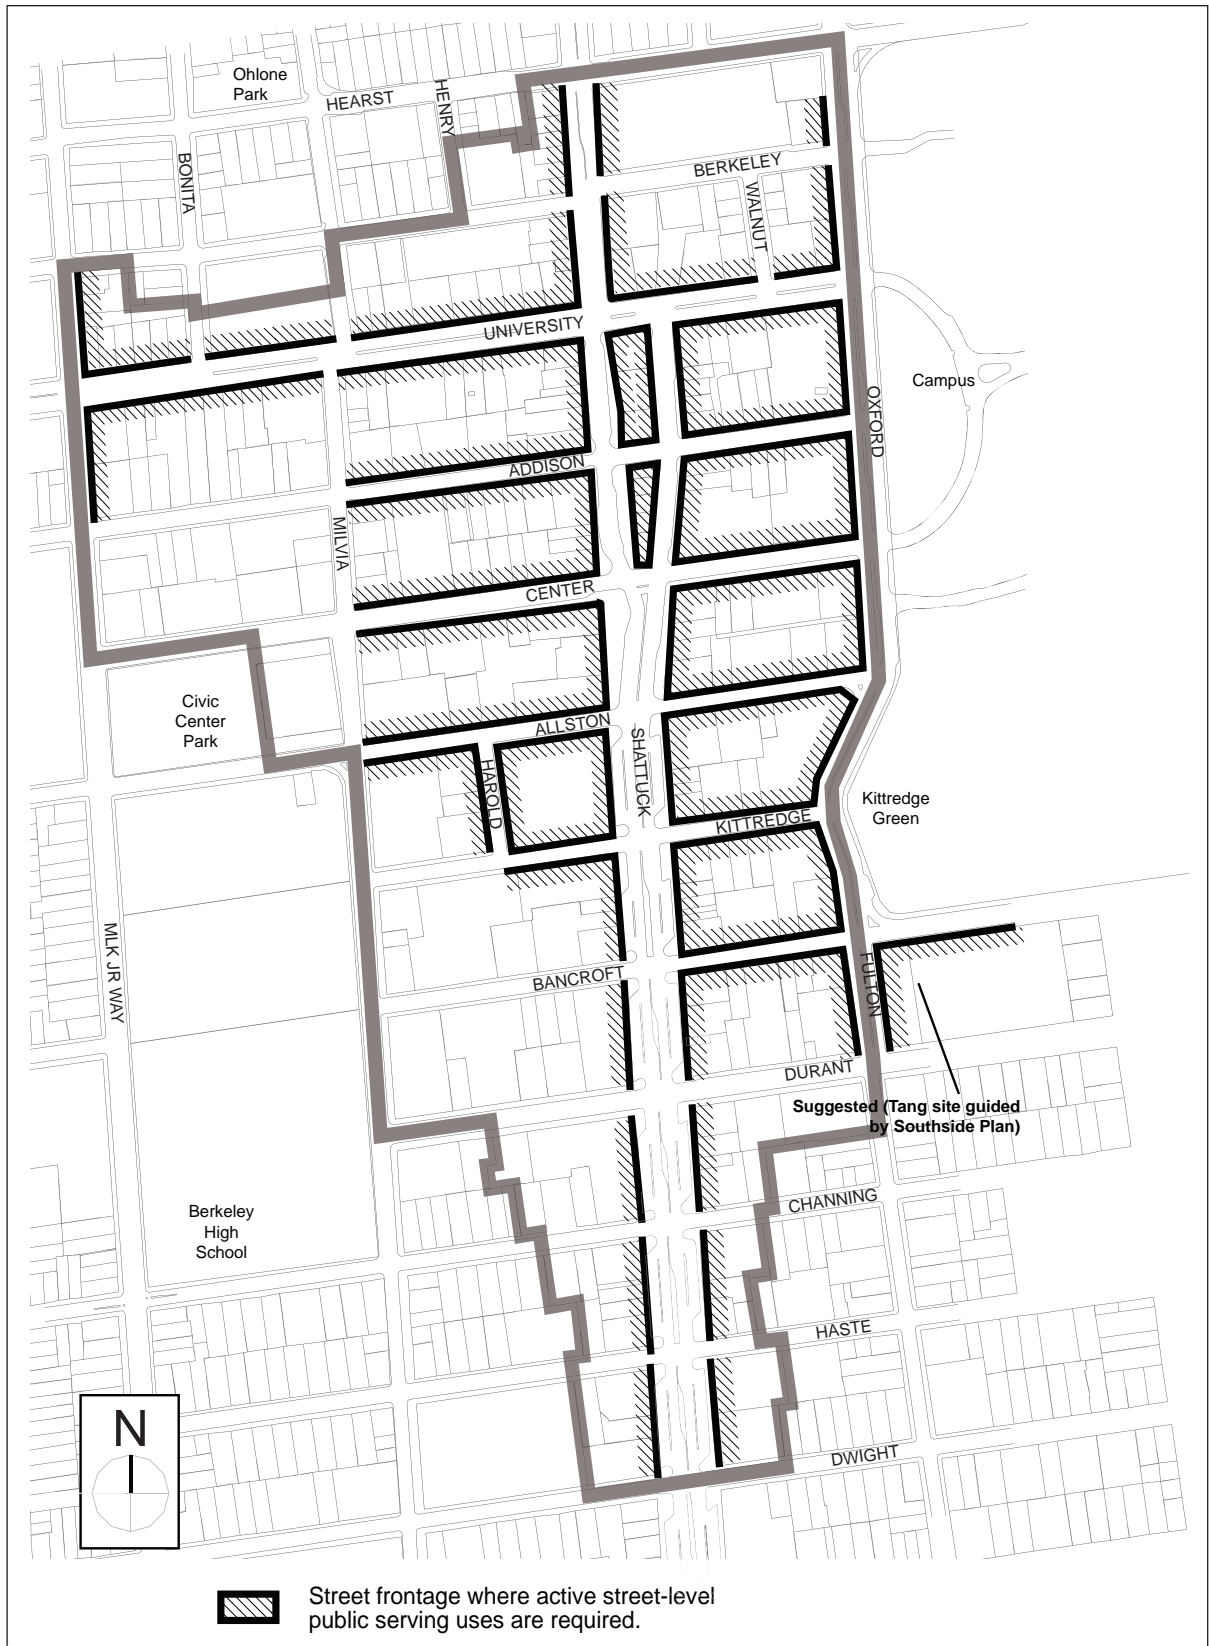 Ohlone
Park
HEARST
HENRY
BONITA
BERKELEY
WALNUT
UNIVERSITY
Campus
OXFORD
ADDISON
MILVIA
CENTER
Civic
Center
Park
ALLSTON
SHATTUCK
HAROLD
Kittredge
Green
KITTREDGE
MLK JR WAY
BANCROFT
FULTON
DURANT
Suggested (Tang site guided
by Southside Plan)
CHANNING
Berkeley
High
School
HASTE
N
DWIGHT
Street frontage where active street-level
public serving uses are required.